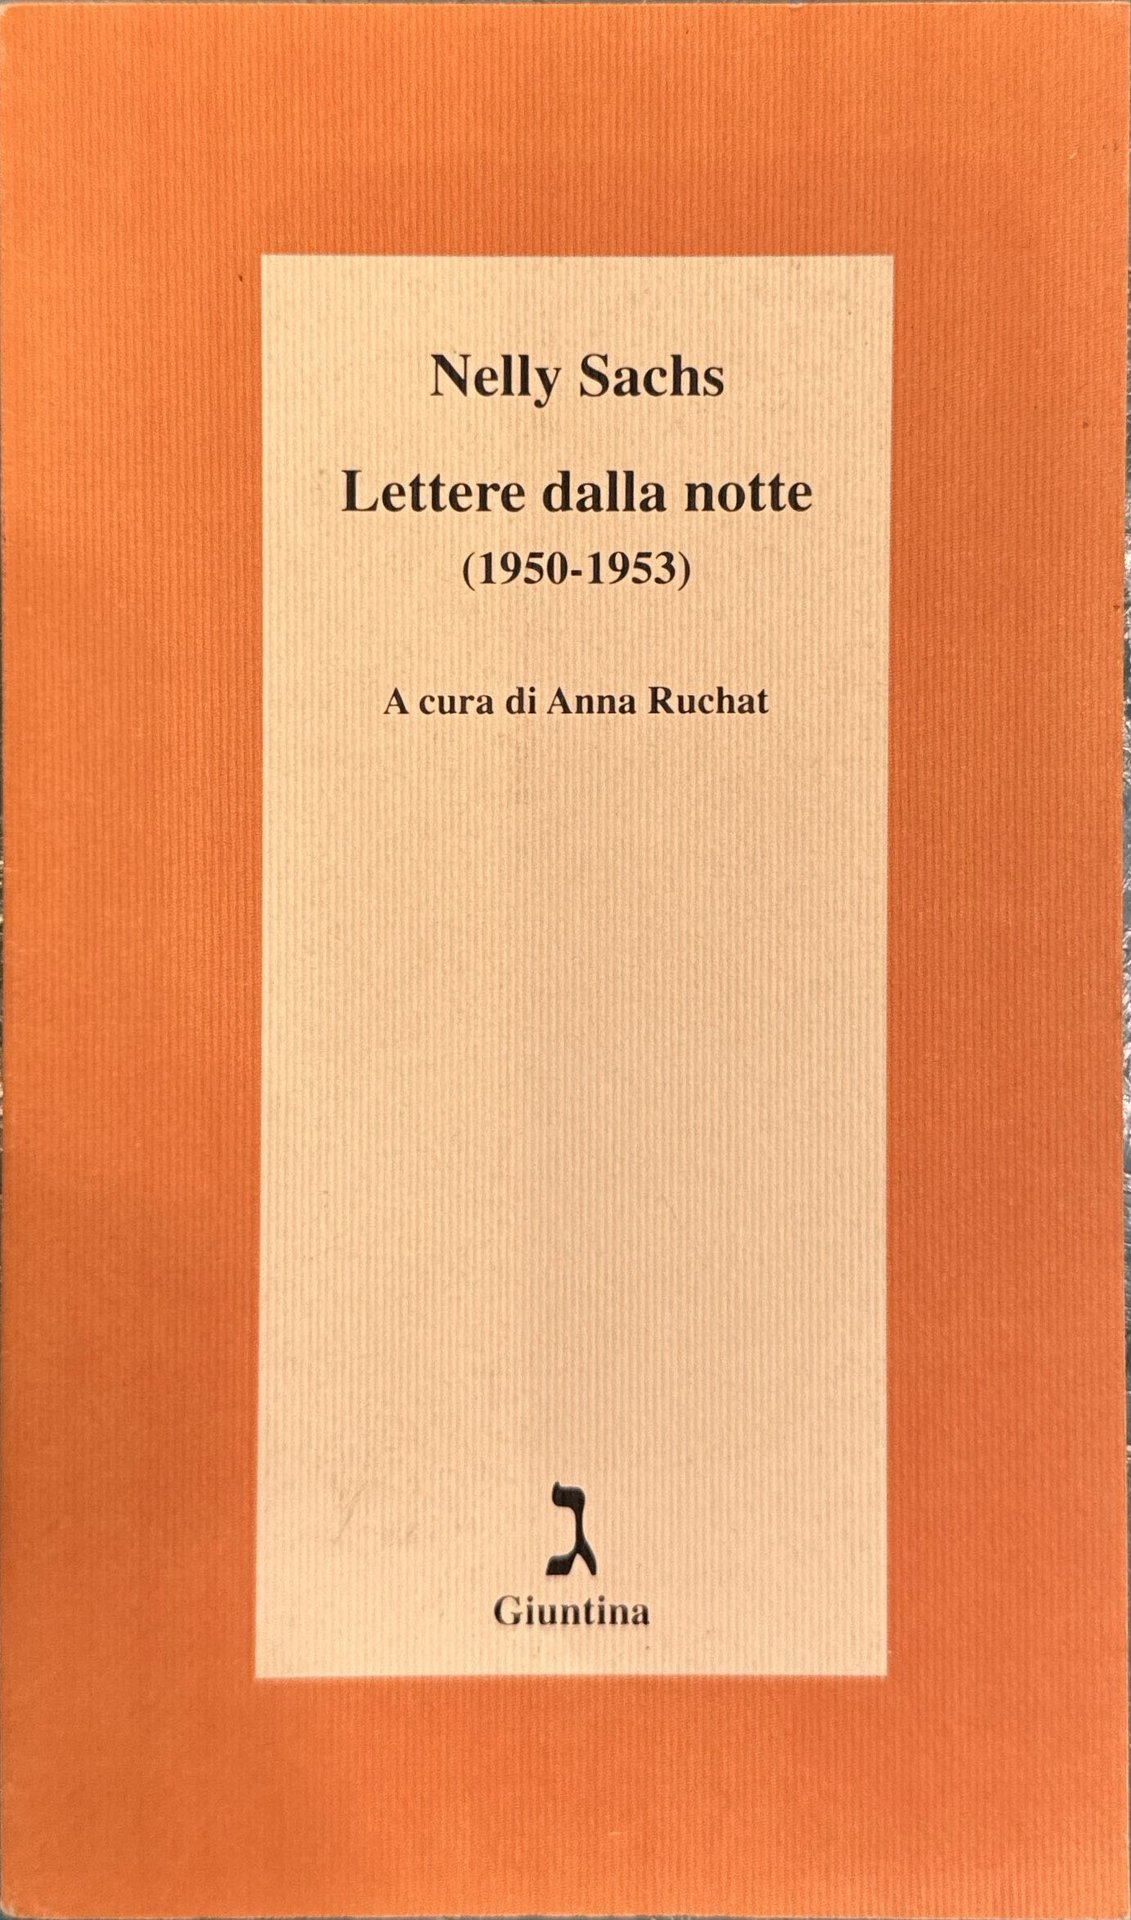 Nelly Sachs
Lettere dalla notte
(1950-1953)
A cura di Anna Ruchat
ג
Giuntina